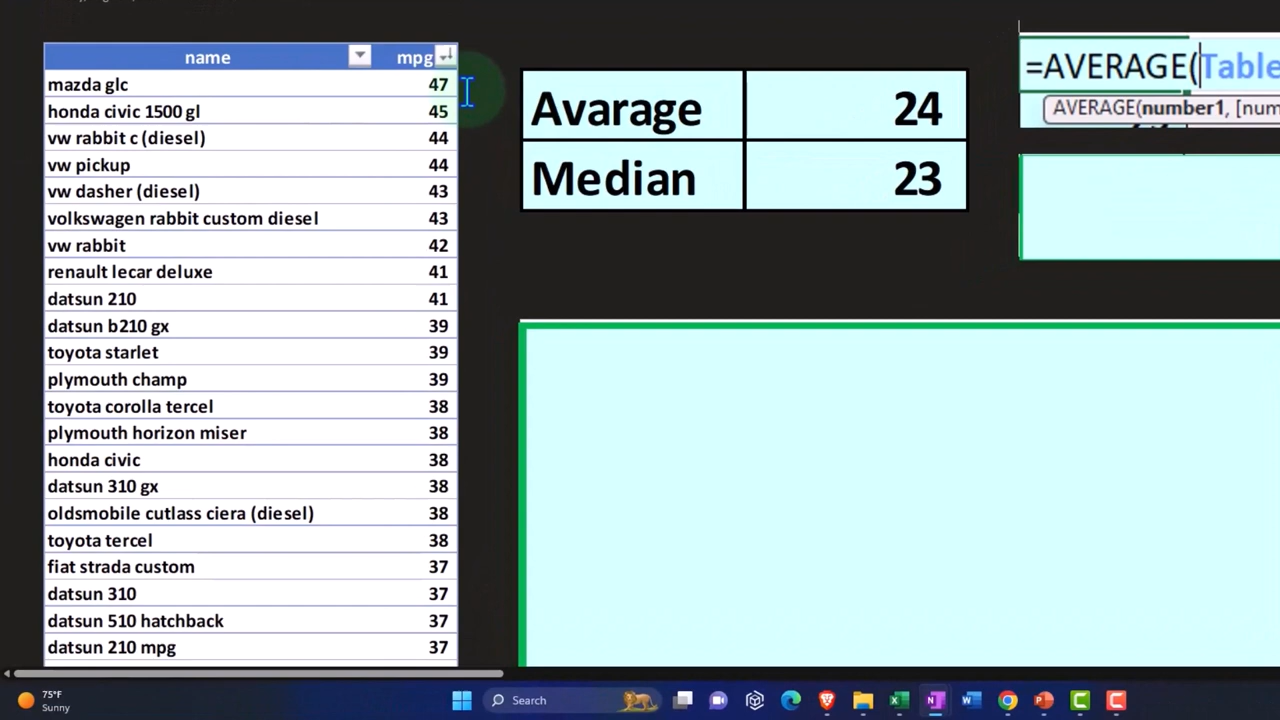 name mpg
mazda glc 47
honda civic 1500 gl 45
vw rabbit c (diesel) 44
vw pickup 44
vw dasher (diesel) 43
volkswagen rabbit custom diesel 43
vw rabbit 42
renault lecar deluxe 41
datsun 210 41
datsun b210 gx 39
toyota starlet 39
plymouth champ 39
toyota corolla tercel 38
plymouth horizon miser 38
honda civic 38
datsun 310 gx 38
oldsmobile cutlass ciera (diesel) 38
toyota tercel 38
fiat strada custom 37
datsun 310 37
datsun 510 hatchback 37
datsun 210 mpg 37
Avarage 24
Median 23
=AVERAGE(Table
AVERAGE(number1, [num
75°F
Sunny
Search